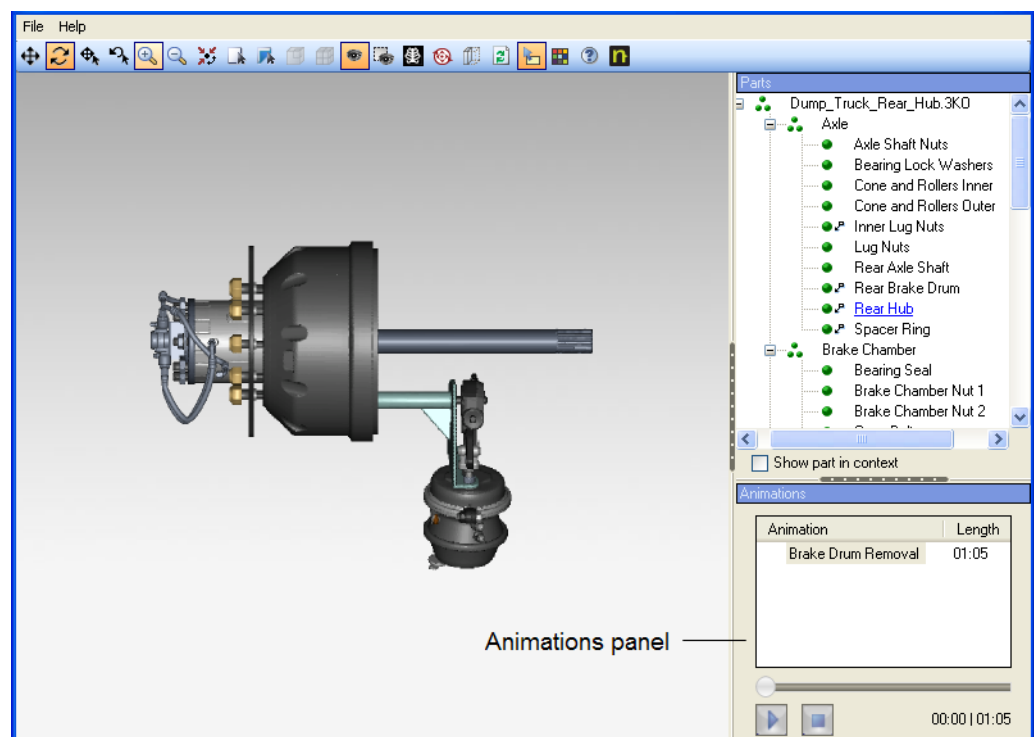 File Help
n
Parts
Dump_Truck_Rear_Hub.3KO
Axle
Axle Shaft Nuts
Bearing Lock Washers
Cone and Rollers Inner
Cone and Rollers Outer
Inner Lug Nuts
Lug Nuts
Rear Axle Shaft
Rear Brake Drum
Rear Hub
Spacer Ring
Brake Chamber
Bearing Seal
Brake Chamber Nut 1
Brake Chamber Nut 2
Show part in context
Animations
Animation Length
Brake Drum Removal 01:05
Animations panel
00:00 | 01:05